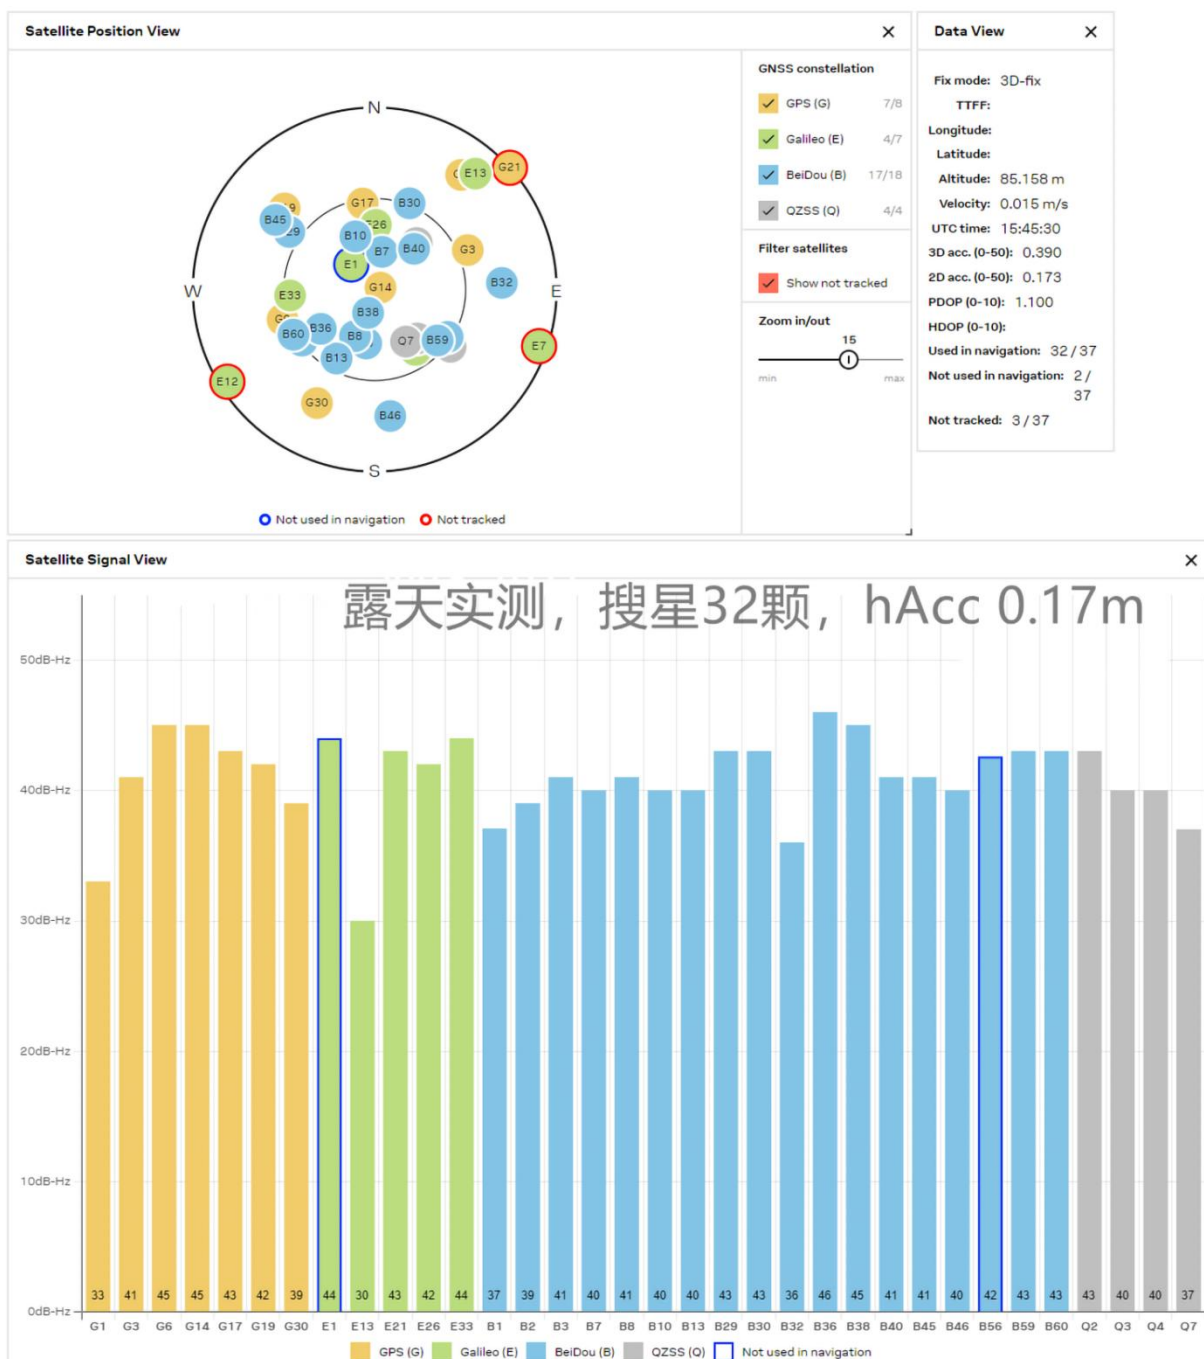 Satellite Position View
N
G21
E13
G17
B30
B45
E26
B10
B7
B40
G3
E1
W
G14
B32
E
E33
B38
B60
B36
B8
Q7
B59
E7
B13
E12
G30
B46
S
Not used in navigation
Not tracked
GNSS constellation
GPS (G) 7/8
Galileo (E) 4/7
BeiDou (B) 17/18
QZSS (Q) 4/4
Filter satellites
Show not tracked
Zoom in/out
15
min max
Data View
Fix mode: 3D-fix
TTFF:
Longitude:
Latitude:
Altitude: 85.158 m
Velocity: 0.015 m/s
UTC time: 15:45:30
3D acc. (0-50): 0.390
2D acc. (0-50): 0.173
PDOP (0-10): 1.100
HDOP (0-10):
Used in navigation: 32 / 37
Not used in navigation: 2 /
37
Not tracked: 3 / 37
Satellite Signal View
露天实测，搜星32颗，hAcc 0.17m
50dB-Hz
40dB-Hz
30dB-Hz
20dB-Hz
10dB-Hz
0dB-Hz
33 41 45 45 43 42 39 44 30 43 42 44 37 39 41 40 41 40 40 43 43 36 46 45 41 41 40 42 43 43 43 40 40 37
G1 G3 G6 G14 G17 G19 G30 E1 E13 E21 E26 E33 B1 B2 B3 B7 B8 B10 B13 B29 B30 B32 B36 B38 B40 B45 B46 B56 B59 B60 Q2 Q3 Q4 Q7
GPS (G) Galileo (E) BeiDou (B) QZSS (Q) Not used in navigation